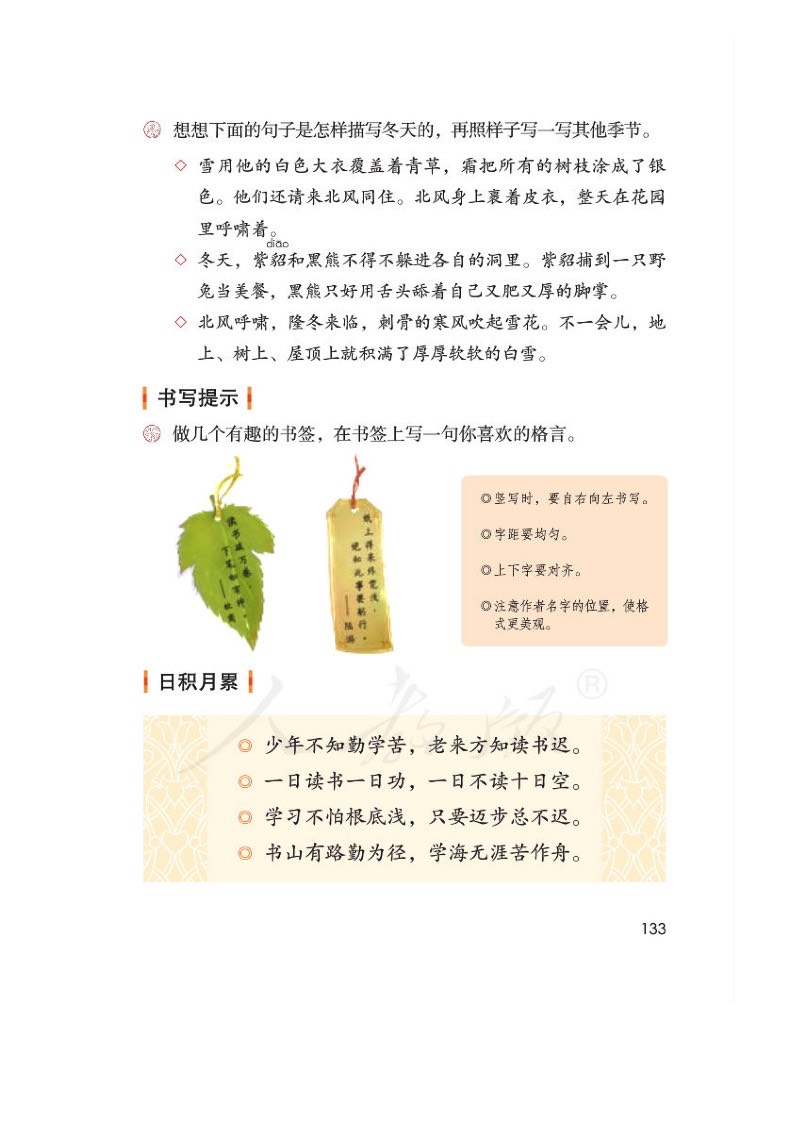 想想下面的句子是怎样描写冬天的，再照样子写一写其他季节。
◇ 雪用他的白色大衣覆盖着青草，霜把所有的树枝涂成了银
色。他们还请来北风同住。北风身上裹着皮衣，整天在花园
里呼啸着。
diāo
◇ 冬天，紫貂和黑熊不得不躲进各自的洞里。紫貂捕到一只野
兔当美餐，黑熊只好用舌头舔着自己又肥又厚的脚掌。
◇ 北风呼啸，隆冬来临，刺骨的寒风吹起雪花。不一会儿，地
上、树上、屋顶上就积满了厚厚软软的白雪。
书写提示
做几个有趣的书签，在书签上写一句你喜欢的格言。
读书破万卷，
下笔如有神。
——杜甫
纸上得来终觉浅，
绝知此事要躬行。
——陆游
◎竖写时，要自右向左书写。
◎字距要均匀。
◎上下字要对齐。
◎注意作者名字的位置，使格
式更美观。
日积月累
人教师®
◎ 少年不知勤学苦，老来方知读书迟。
◎ 一日读书一日功，一日不读十日空。
◎ 学习不怕根底浅，只要迈步总不迟。
◎ 书山有路勤为径，学海无涯苦作舟。
133